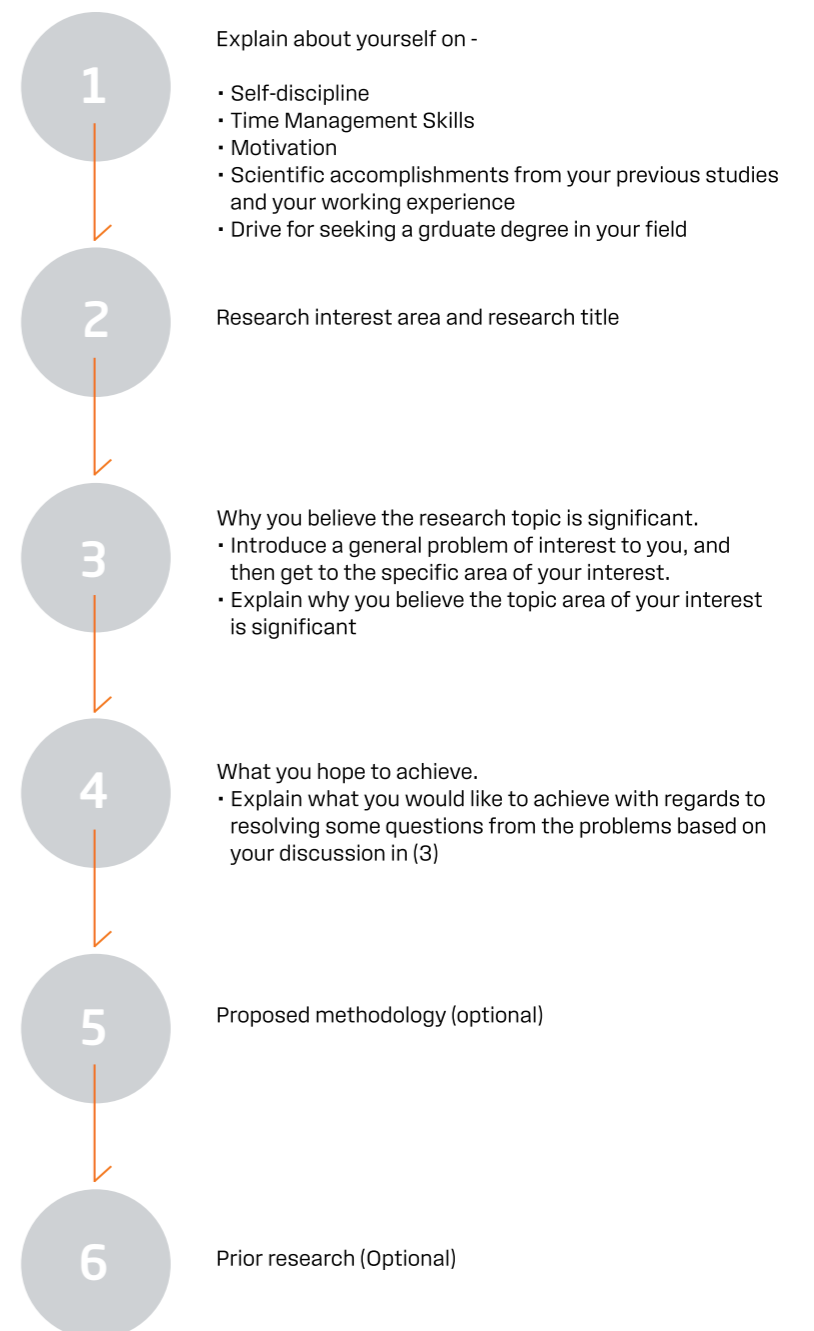 1
Explain about yourself on -
• Self-discipline
• Time Management Skills
• Motivation
• Scientific accomplishments from your previous studies
and your working experience
• Drive for seeking a grduate degree in your field
2
Research interest area and research title
3
Why you believe the research topic is significant.
• Introduce a general problem of interest to you, and
then get to the specific area of your interest.
• Explain why you believe the topic area of your interest
is significant
4
What you hope to achieve.
• Explain what you would like to achieve with regards to
resolving some questions from the problems based on
your discussion in (3)
5
Proposed methodology (optional)
6
Prior research (Optional)